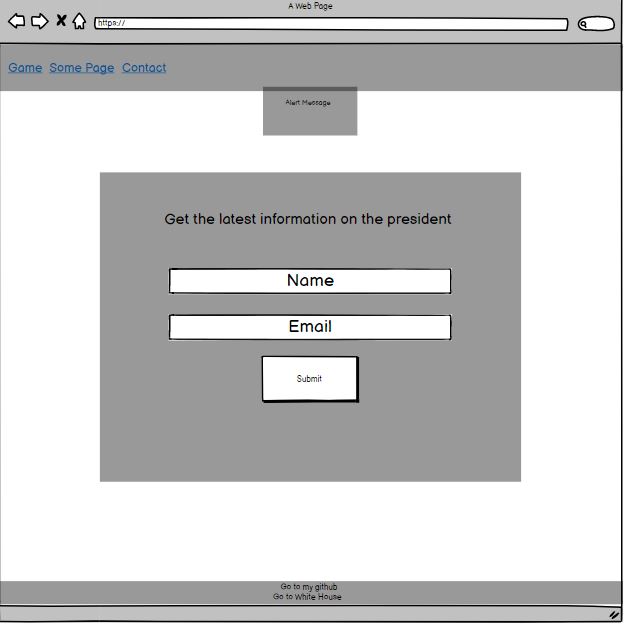 A Web Page
https://
Game Some Page Contact
Alert Message
Get the latest information on the president
Name
Email
Submit
Go to my github
Go to White House